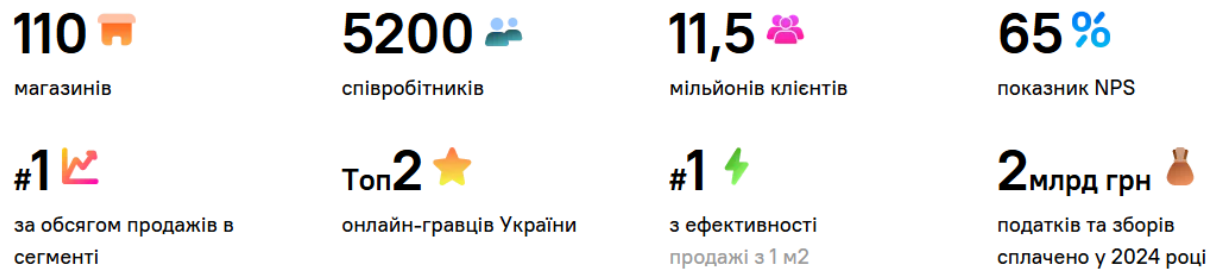 110
магазинів
5200
співробітників
11,5
мільйонів клієнтів
65 %
показник NPS
#1
за обсягом продажів в
сегменті
Топ2
онлайн-гравців України
#1
з ефективності
продажі з 1 м2
2млрд грн
податків та зборів
сплачено у 2024 році